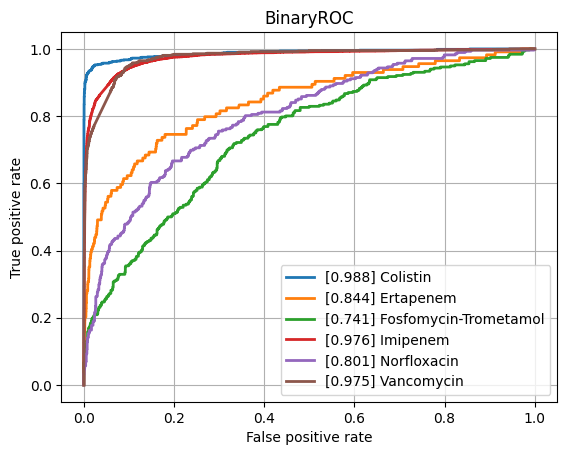 BinaryROC
True positive rate
1.0
0.8
0.6
0.4
0.2
0.0
[0.988] Colistin
[0.844] Ertapenem
[0.741] Fosfomycin-Trometamol
[0.976] Imipenem
[0.801] Norfloxacin
[0.975] Vancomycin
0.0 0.2 0.4 0.6 0.8 1.0
False positive rate